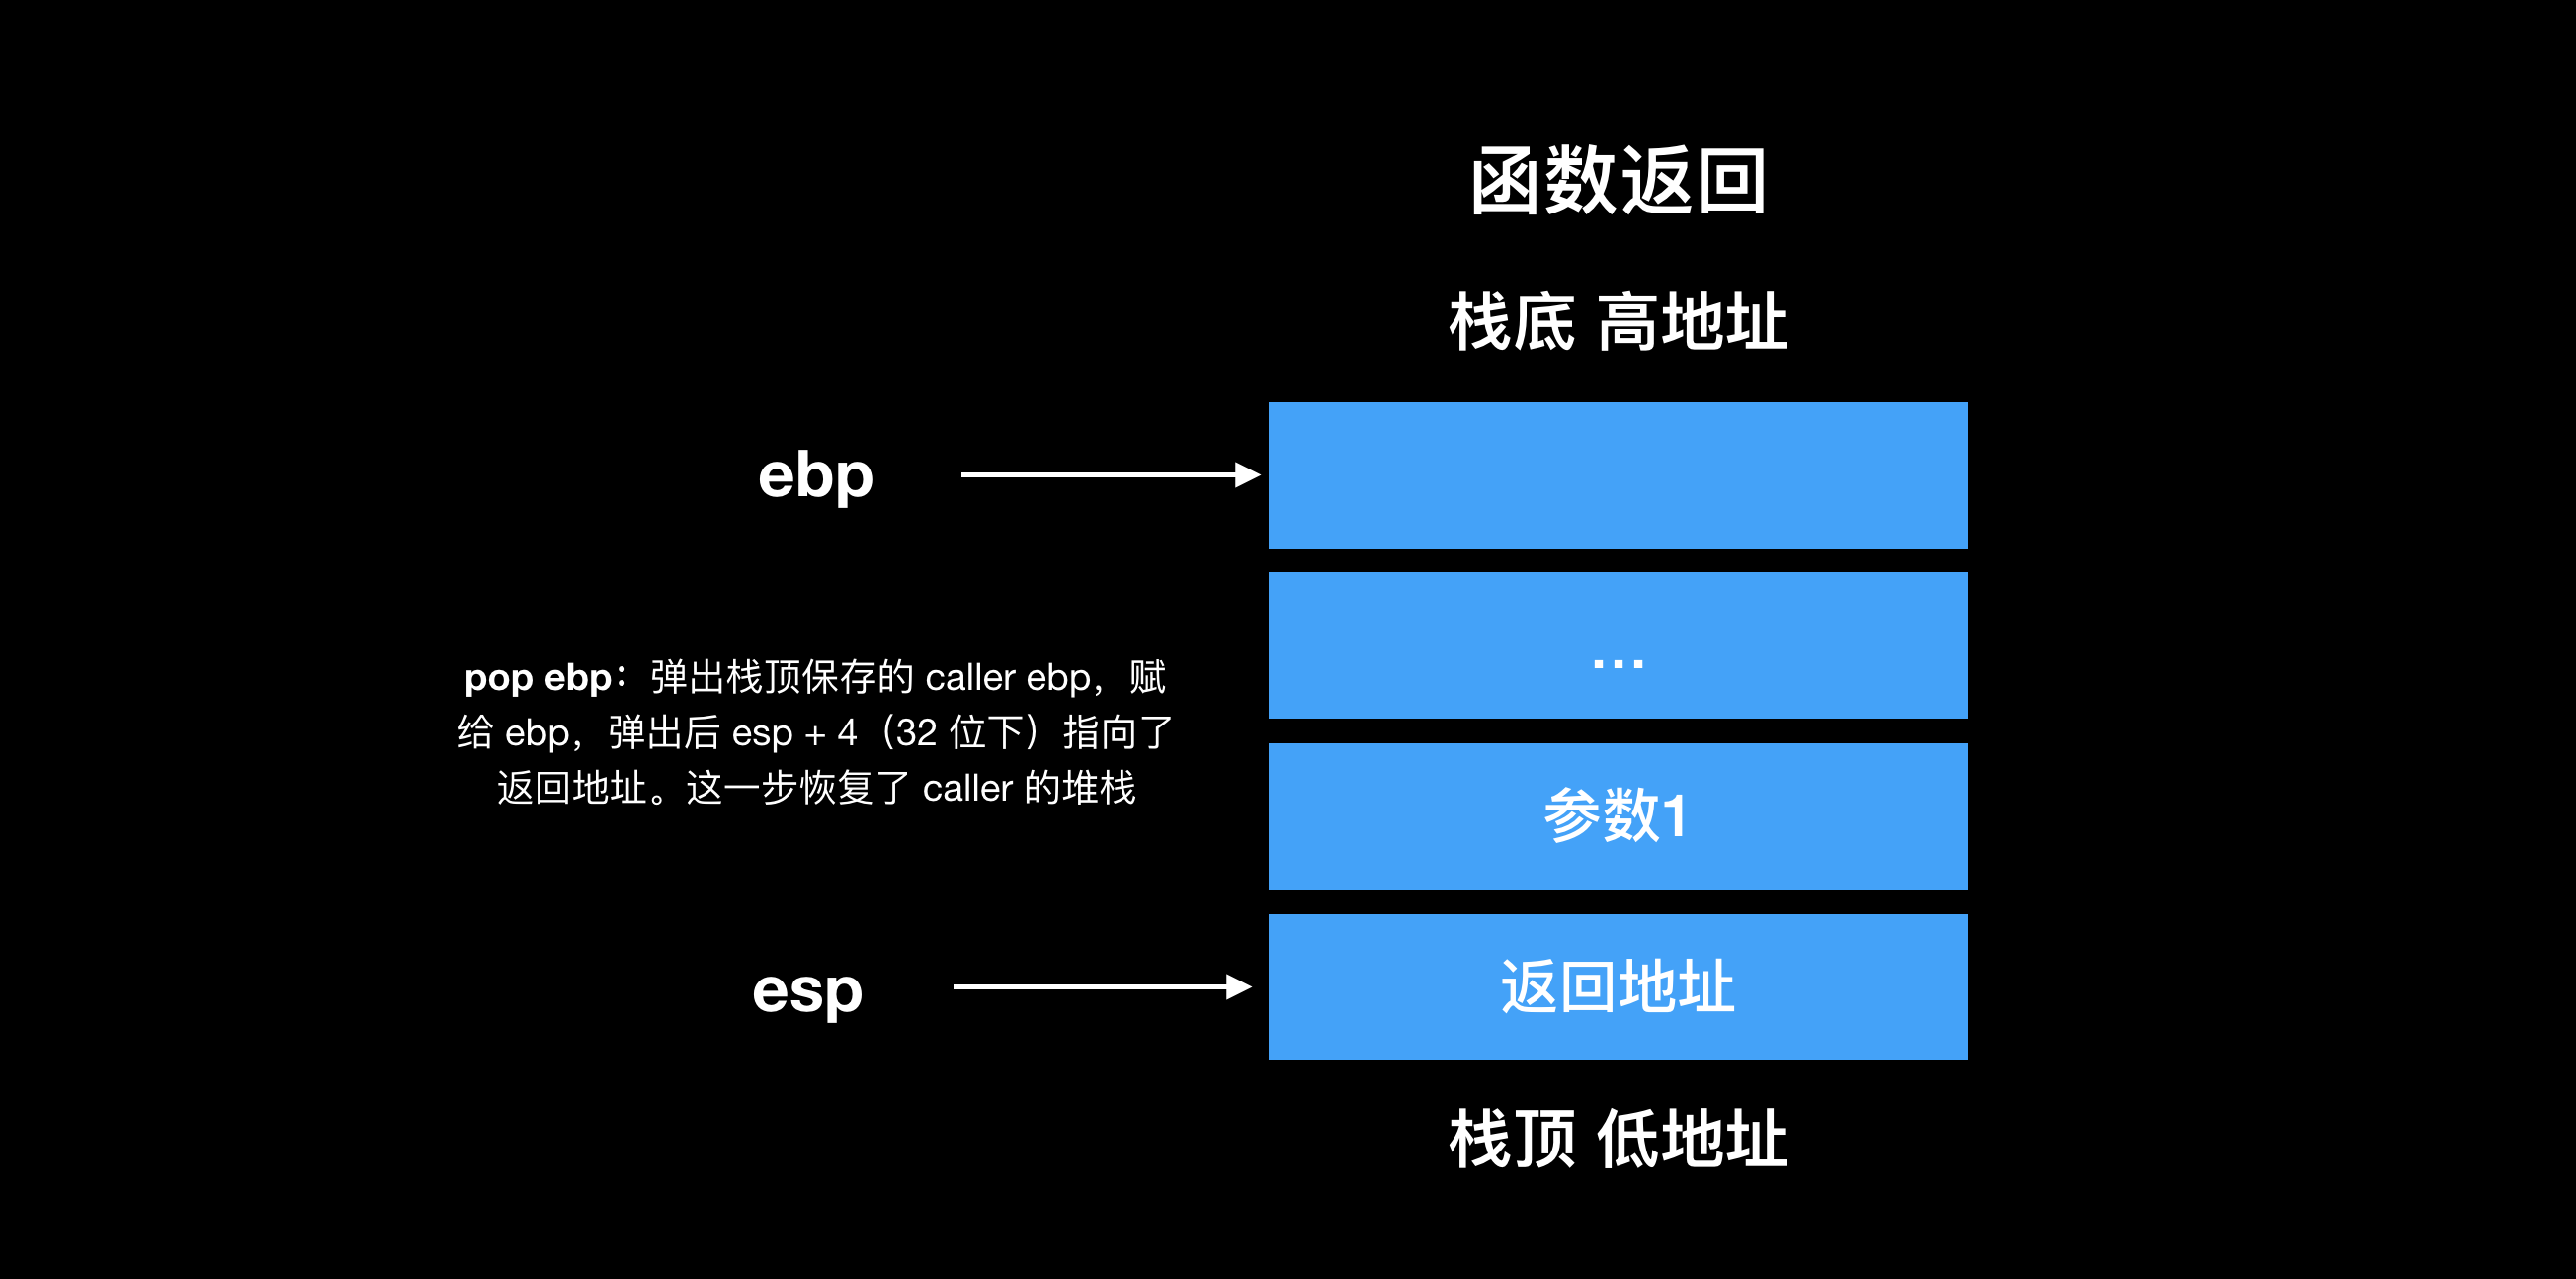 函数返回
栈底 高地址
ebp
...
pop ebp：弹出栈顶保存的 caller ebp，赋
给 ebp，弹出后 esp + 4（32 位下）指向了
返回地址。这一步恢复了 caller 的堆栈
参数1
esp
返回地址
栈顶 低地址